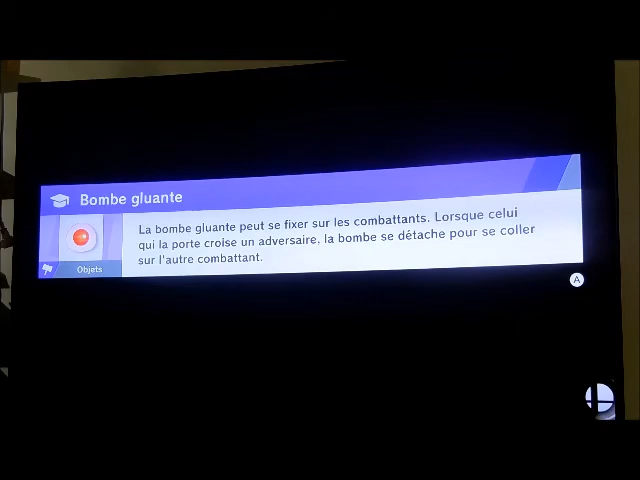 Bombe gluante
La bombe gluante peut se fixer sur les combattants. Lorsque celui
qui la porte croise un adversaire, la bombe se détache pour se coller
sur l'autre combattant.
Objets
A